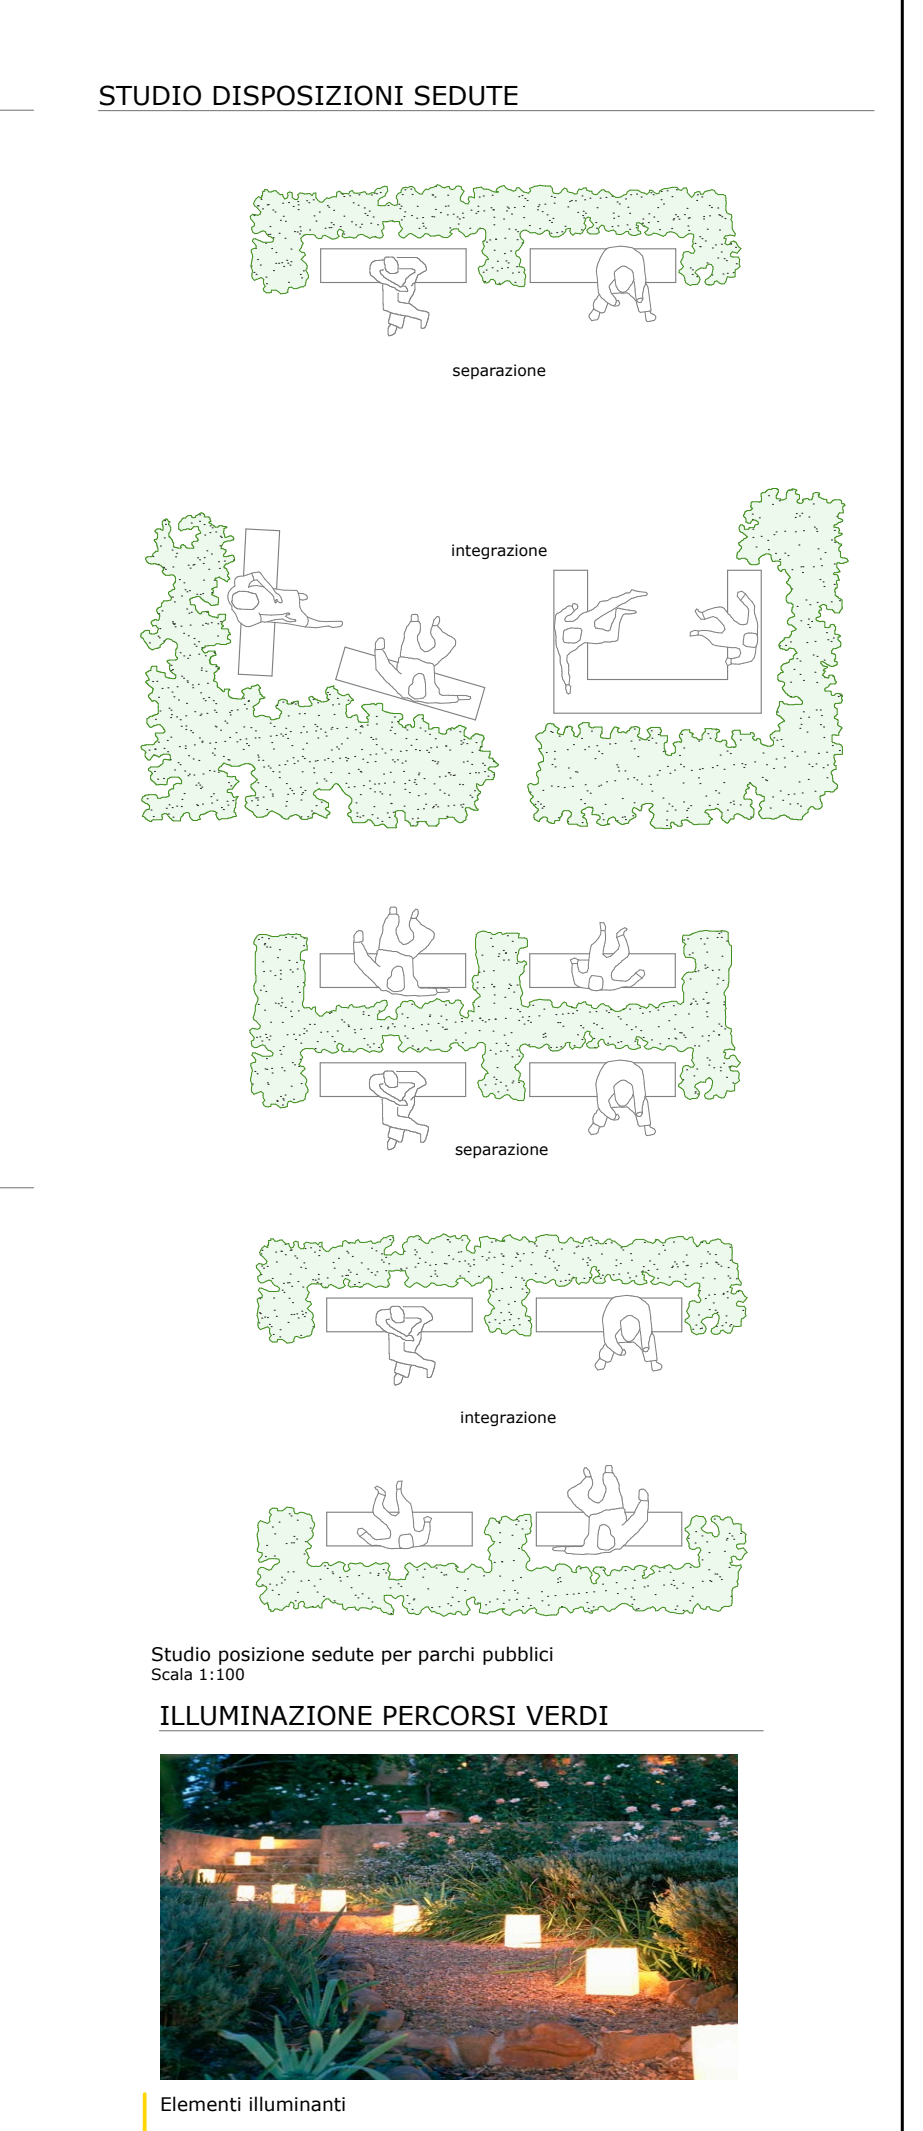 STUDIO DISPOSIZIONI SEDUTE
separazione
integrazione
separazione
integrazione
Studio posizione sedute per parchi pubblici
Scala 1:100
ILLUMINAZIONE PERCORSI VERDI
Elementi illuminanti